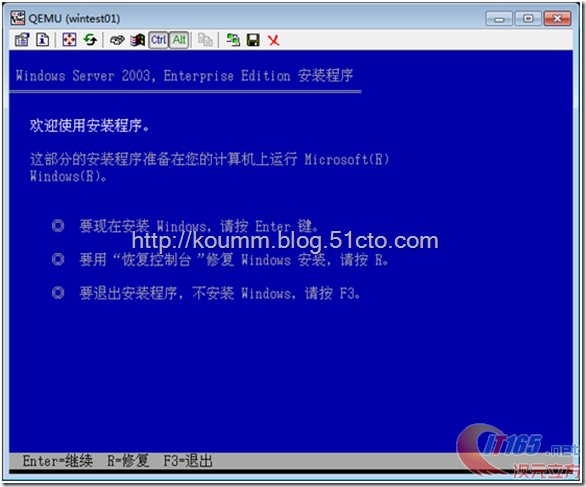 QEMU (wintest01)
Ctrl Alt
Windows Server 2003, Enterprise Edition 安装程序
欢迎使用安装程序。
这部分的安装程序准备在您的计算机上运行 Microsoft(R)
Windows(R)。
◎ 要现在安装 Windows，请按 Enter 键。
http://koumm.blog.51cto.com
◎ 要用“恢复控制台”修复 Windows 安装，请按 R。
◎ 要退出安装程序，不安装 Windows，请按 F3。
IT165.net
次元立方
Enter=继续 R=修复 F3=退出